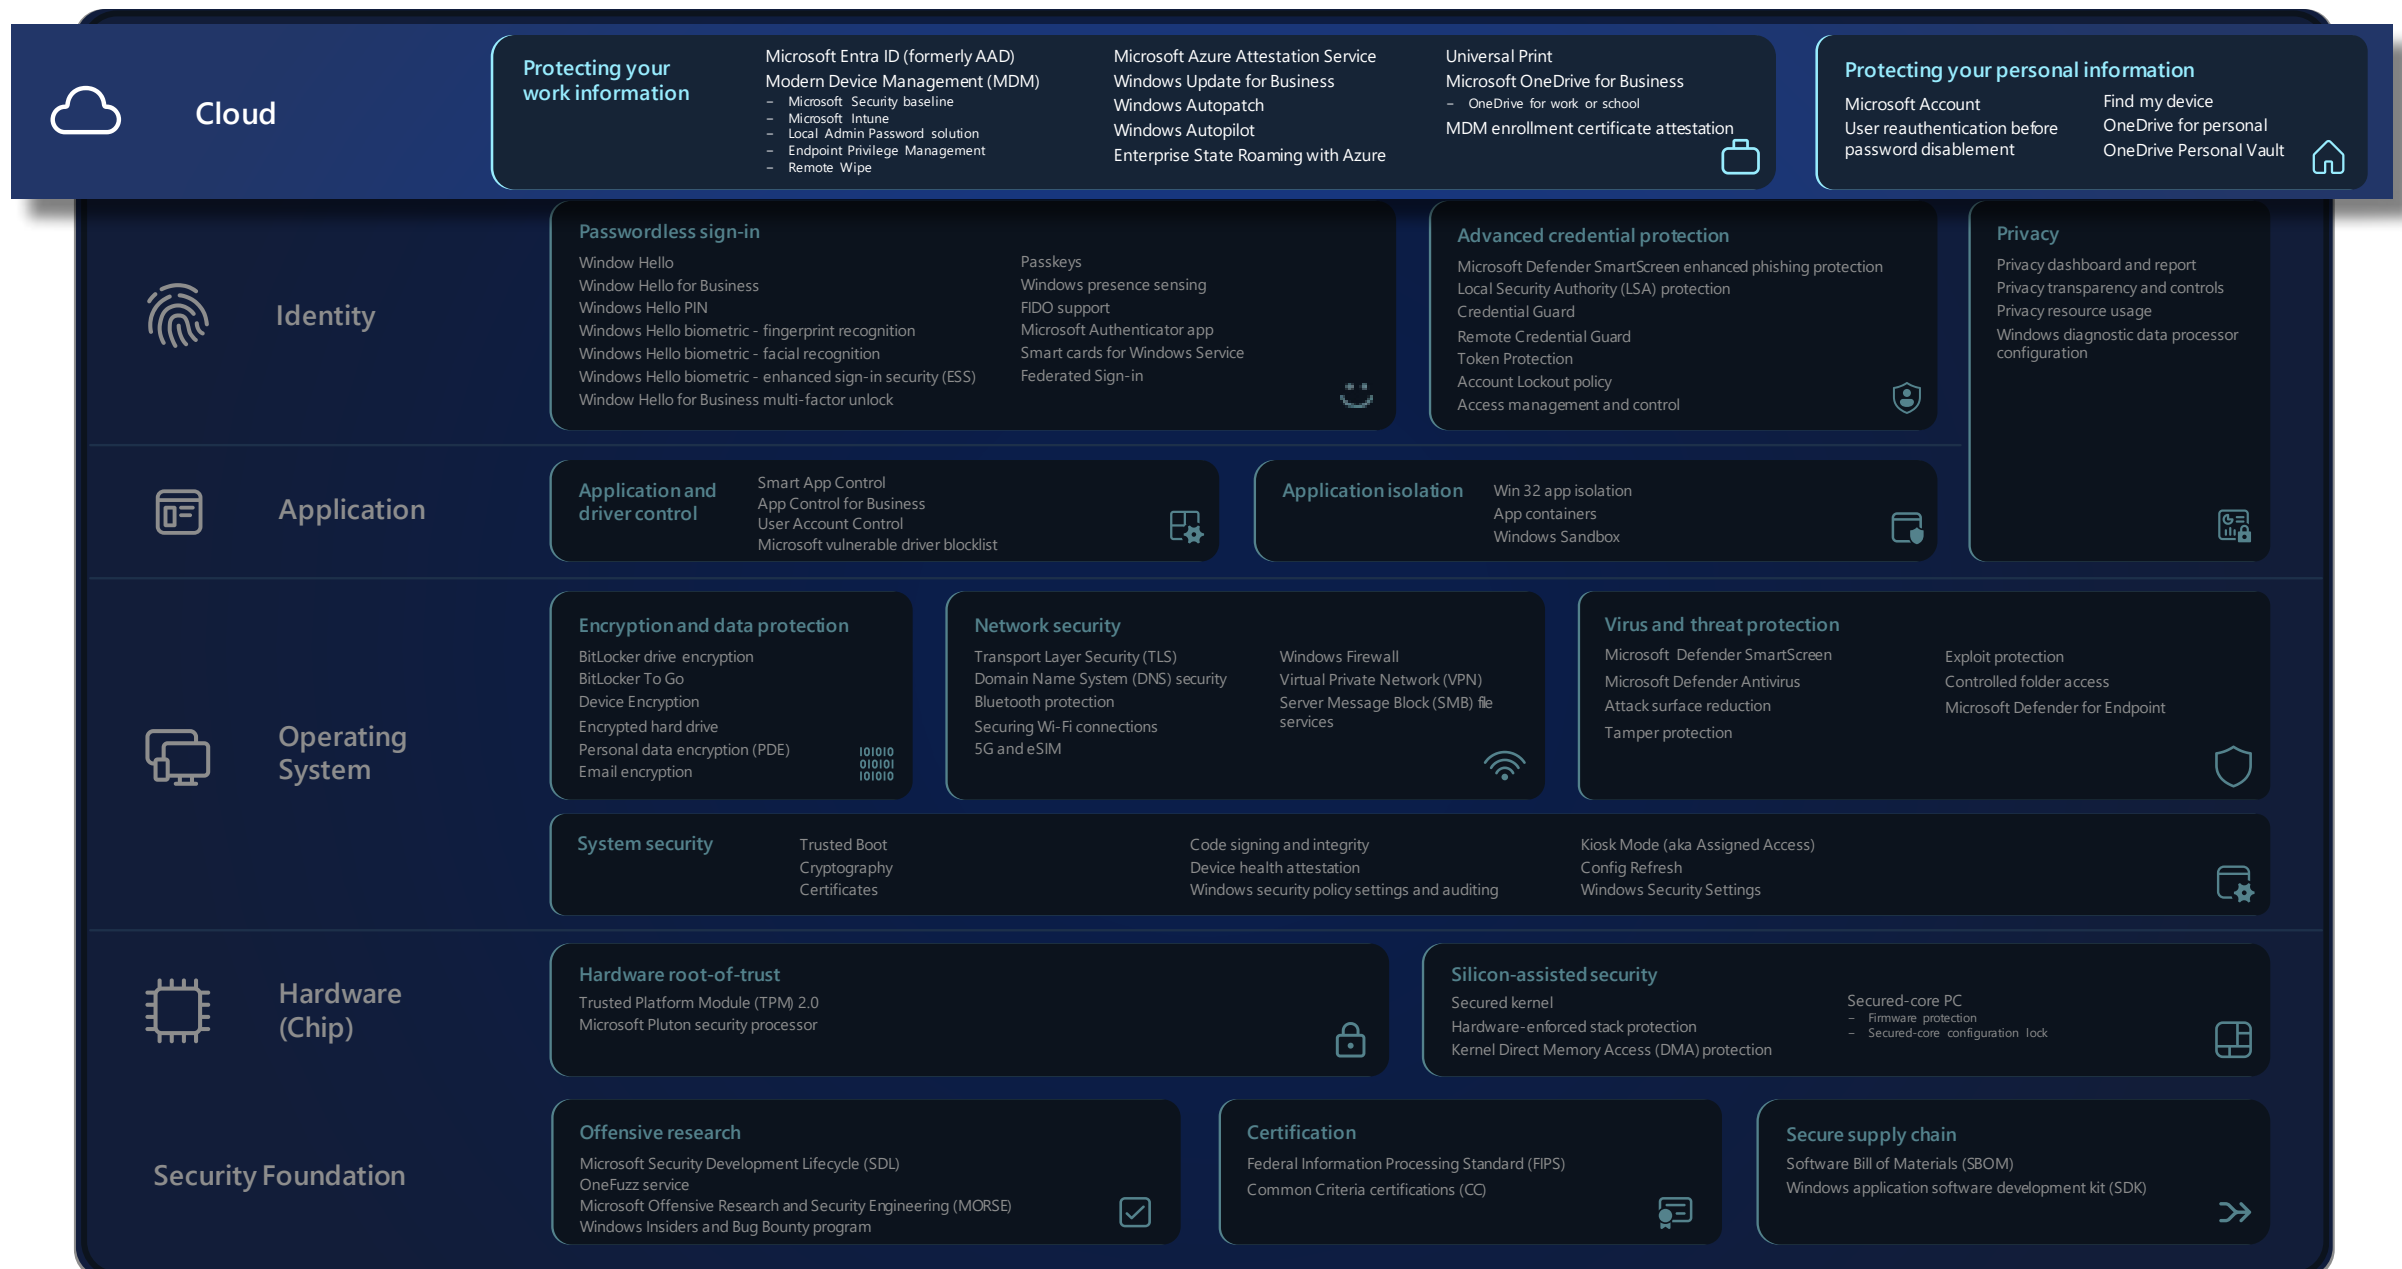 Cloud
Protecting your
work information
Microsoft Entra ID (formerly AAD)
Modern Device Management (MDM)
– Microsoft Security baseline
– Microsoft Intune
– Local Admin Password solution
– Endpoint Privilege Management
– Remote Wipe
Microsoft Azure Attestation Service
Windows Update for Business
Windows Autopatch
Windows Autopilot
Enterprise State Roaming with Azure
Universal Print
Microsoft OneDrive for Business
– OneDrive for work or school
MDM enrollment certificate attestation
Protecting your personal information
Microsoft Account
User reauthentication before
password disablement
Find my device
OneDrive for personal
OneDrive Personal Vault
Identity
Passwordless sign-in
Window Hello
Window Hello for Business
Windows Hello PIN
Windows Hello biometric - fingerprint recognition
Windows Hello biometric - facial recognition
Windows Hello biometric - enhanced sign-in security (ESS)
Window Hello for Business multi-factor unlock
Passkeys
Windows presence sensing
FIDO support
Microsoft Authenticator app
Smart cards for Windows Service
Federated Sign-in
Advanced credential protection
Microsoft Defender SmartScreen enhanced phishing protection
Local Security Authority (LSA) protection
Credential Guard
Remote Credential Guard
Token Protection
Account Lockout policy
Access management and control
Privacy
Privacy dashboard and report
Privacy transparency and controls
Privacy resource usage
Windows diagnostic data processor
configuration
Application
Application and
driver control
Smart App Control
App Control for Business
User Account Control
Microsoft vulnerable driver blocklist
Application isolation
Win 32 app isolation
App containers
Windows Sandbox
Operating
System
Encryption and data protection
BitLocker drive encryption
BitLocker To Go
Device Encryption
Encrypted hard drive
Personal data encryption (PDE)
Email encryption
101010
010101
101010
Network security
Transport Layer Security (TLS)
Domain Name System (DNS) security
Bluetooth protection
Securing Wi-Fi connections
5G and eSIM
Windows Firewall
Virtual Private Network (VPN)
Server Message Block (SMB) file
services
Virus and threat protection
Microsoft Defender SmartScreen
Microsoft Defender Antivirus
Attack surface reduction
Tamper protection
Exploit protection
Controlled folder access
Microsoft Defender for Endpoint
System security
Trusted Boot
Cryptography
Certificates
Code signing and integrity
Device health attestation
Windows security policy settings and auditing
Kiosk Mode (aka Assigned Access)
Config Refresh
Windows Security Settings
Hardware
(Chip)
Hardware root-of-trust
Trusted Platform Module (TPM) 2.0
Microsoft Pluton security processor
Silicon-assisted security
Secured kernel
Hardware-enforced stack protection
Kernel Direct Memory Access (DMA) protection
Secured-core PC
– Firmware protection
– Secured-core configuration lock
Security Foundation
Offensive research
Microsoft Security Development Lifecycle (SDL)
OneFuzz service
Microsoft Offensive Research and Security Engineering (MORSE)
Windows Insiders and Bug Bounty program
Certification
Federal Information Processing Standard (FIPS)
Common Criteria certifications (CC)
Secure supply chain
Software Bill of Materials (SBOM)
Windows application software development kit (SDK)